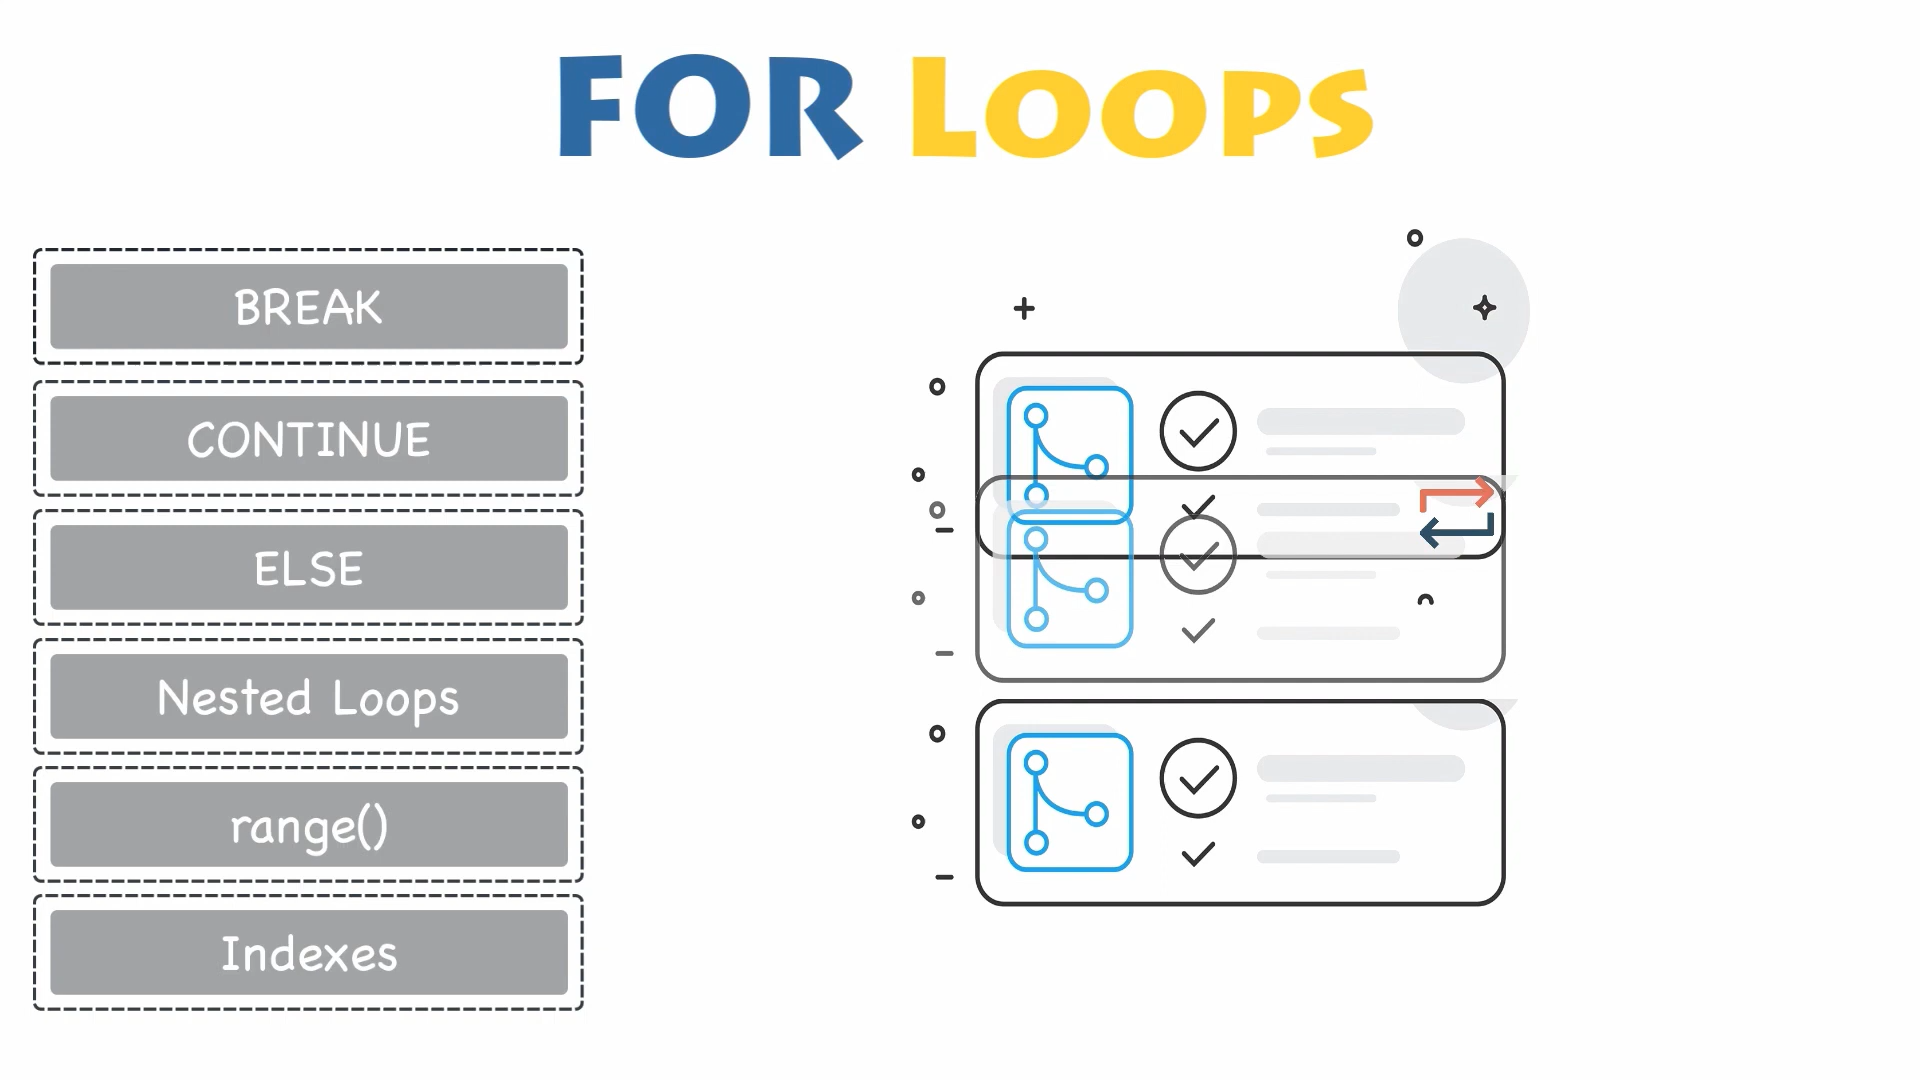 FOR LOOPS
BREAK
CONTINUE
ELSE
Nested Loops
range()
Indexes